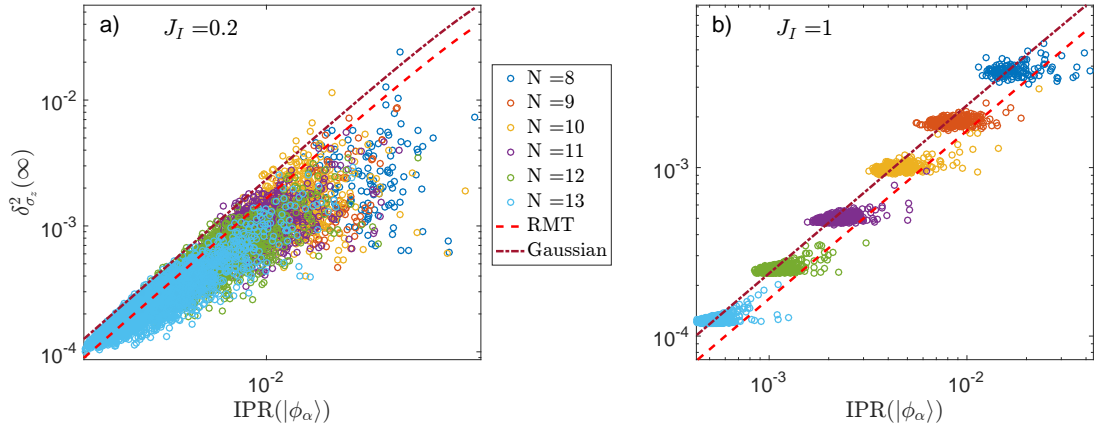 a)
J_I =0.2
10^-2
10^-3
10^-4
δ²_{σ_z}(∞)
10^-2
IPR(|ϕ_α⟩)
N =8
N =9
N =10
N =11
N =12
N =13
RMT
Gaussian
b)
J_I =1
10^-3
10^-4
10^-3
10^-2
IPR(|ϕ_α⟩)